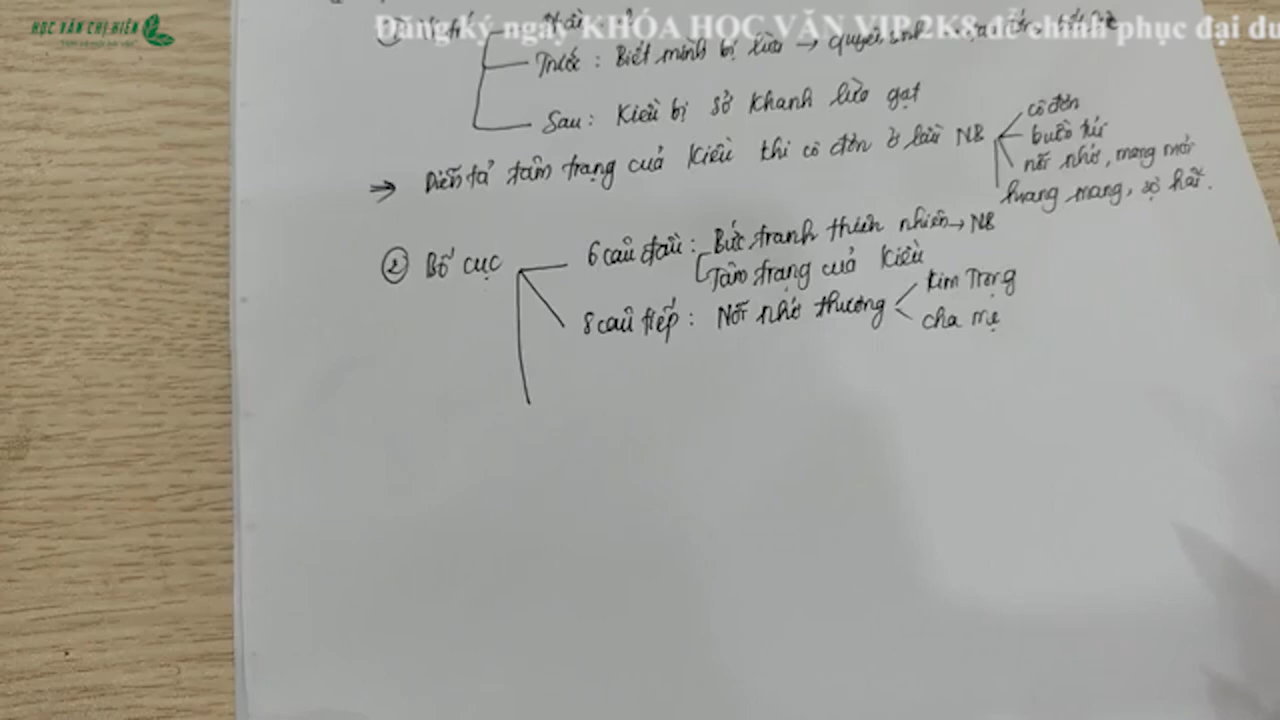 HỌC VĂN CHỊ HIÊN
Đăng ký ngay KHÓA HỌC VĂN VIP 2K8 để chinh phục đại dư
Trước : Biết mình bị lừa →
Sau : Kiều bị Sở Khanh lừa gạt
⇒ Diễn tả tâm trạng của Kiều khi cô đơn ở lầu NB
cô đơn
buồn tủi
nỗi nhớ, mong mỏi
hoang mang, sợ hãi.
② Bố cục
6 câu đầu : Bức tranh thiên nhiên → NB
Tâm trạng của Kiều
8 câu tiếp : Nỗi nhớ thương
Kim Trọng
cha mẹ